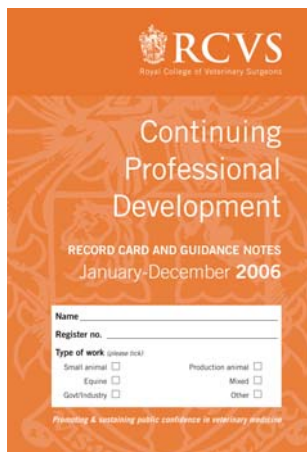 RCVS
Royal College of Veterinary Surgeons
Continuing
Professional
Development
RECORD CARD AND GUIDANCE NOTES
January-December 2006
Name
Register no.
Type of work (please tick)
Small animal Production animal
Equine Mixed
Govt/Industry Other
Promoting & sustaining public confidence in veterinary medicine